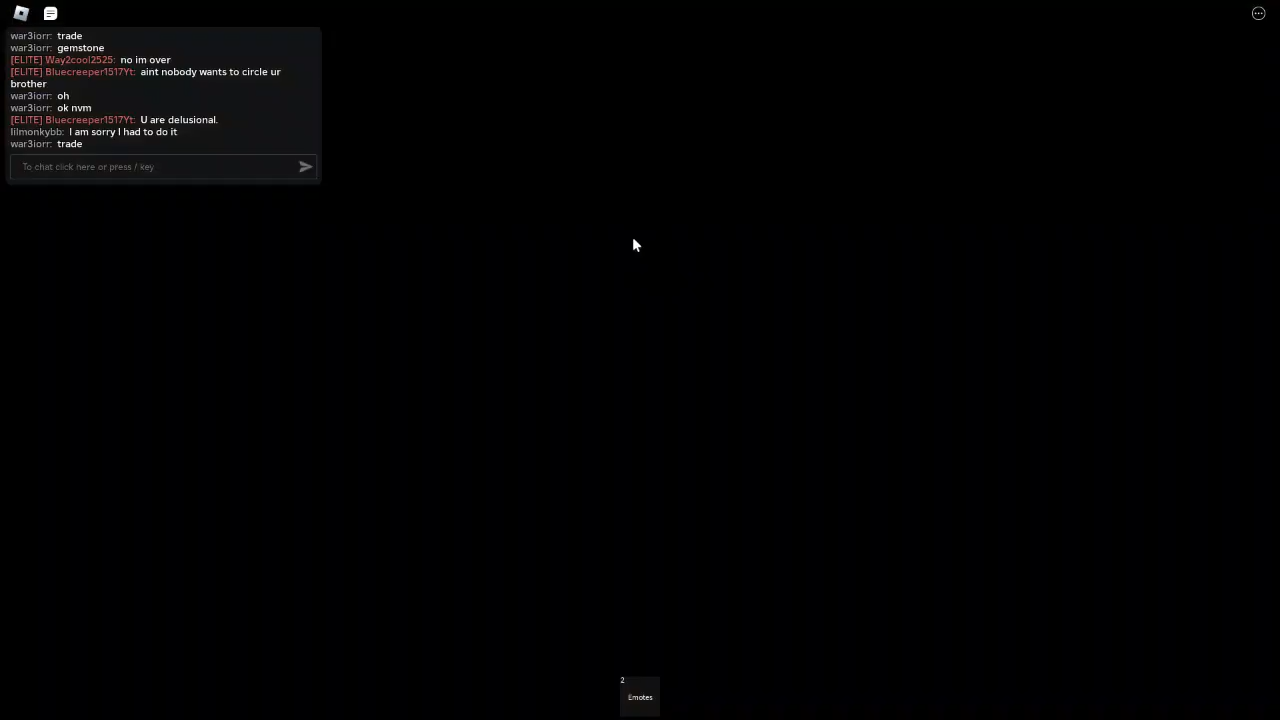 war3iorr: trade
war3iorr: gemstone
[ELITE] Way2cool2525: no im over
[ELITE] Bluecreeper1517Yt: aint nobody wants to circle ur
brother
war3iorr: oh
war3iorr: ok nvm
[ELITE] Bluecreeper1517Yt: U are delusional.
lilmonkybb: I am sorry I had to do it
war3iorr: trade
To chat click here or press / key
2
Emotes